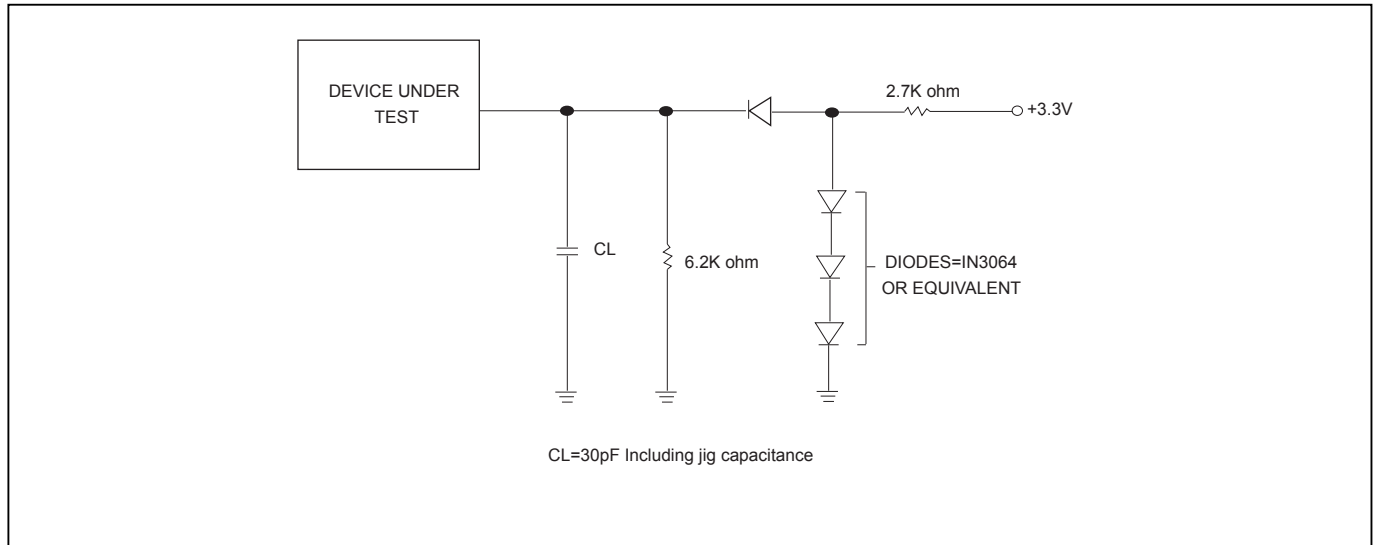 DEVICE UNDER
TEST
2.7K ohm
+3.3V
CL
6.2K ohm
DIODES=IN3064
OR EQUIVALENT
CL=30pF Including jig capacitance